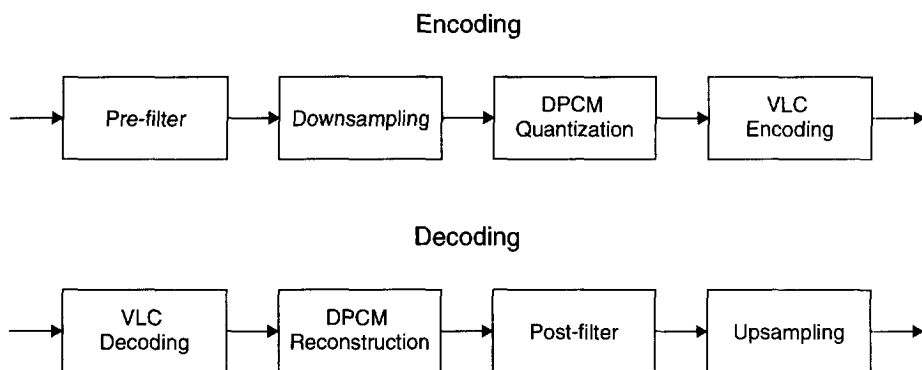 Encoding
Pre-filter
Downsampling
DPCM
Quantization
VLC
Encoding
Decoding
VLC
Decoding
DPCM
Reconstruction
Post-filter
Upsampling